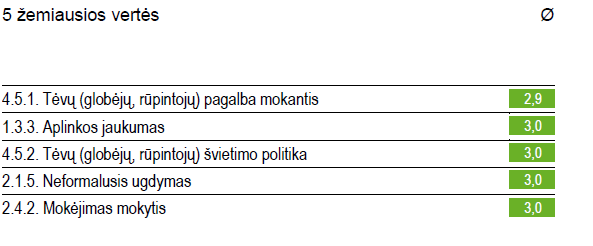 5 žemiausios vertės Ø
4.5.1. Tėvų (globėjų, rūpintojų) pagalba mokantis 2,9
1.3.3. Aplinkos jaukumas 3,0
4.5.2. Tėvų (globėjų, rūpintojų) švietimo politika 3,0
2.1.5. Neformalusis ugdymas 3,0
2.4.2. Mokėjimas mokytis 3,0